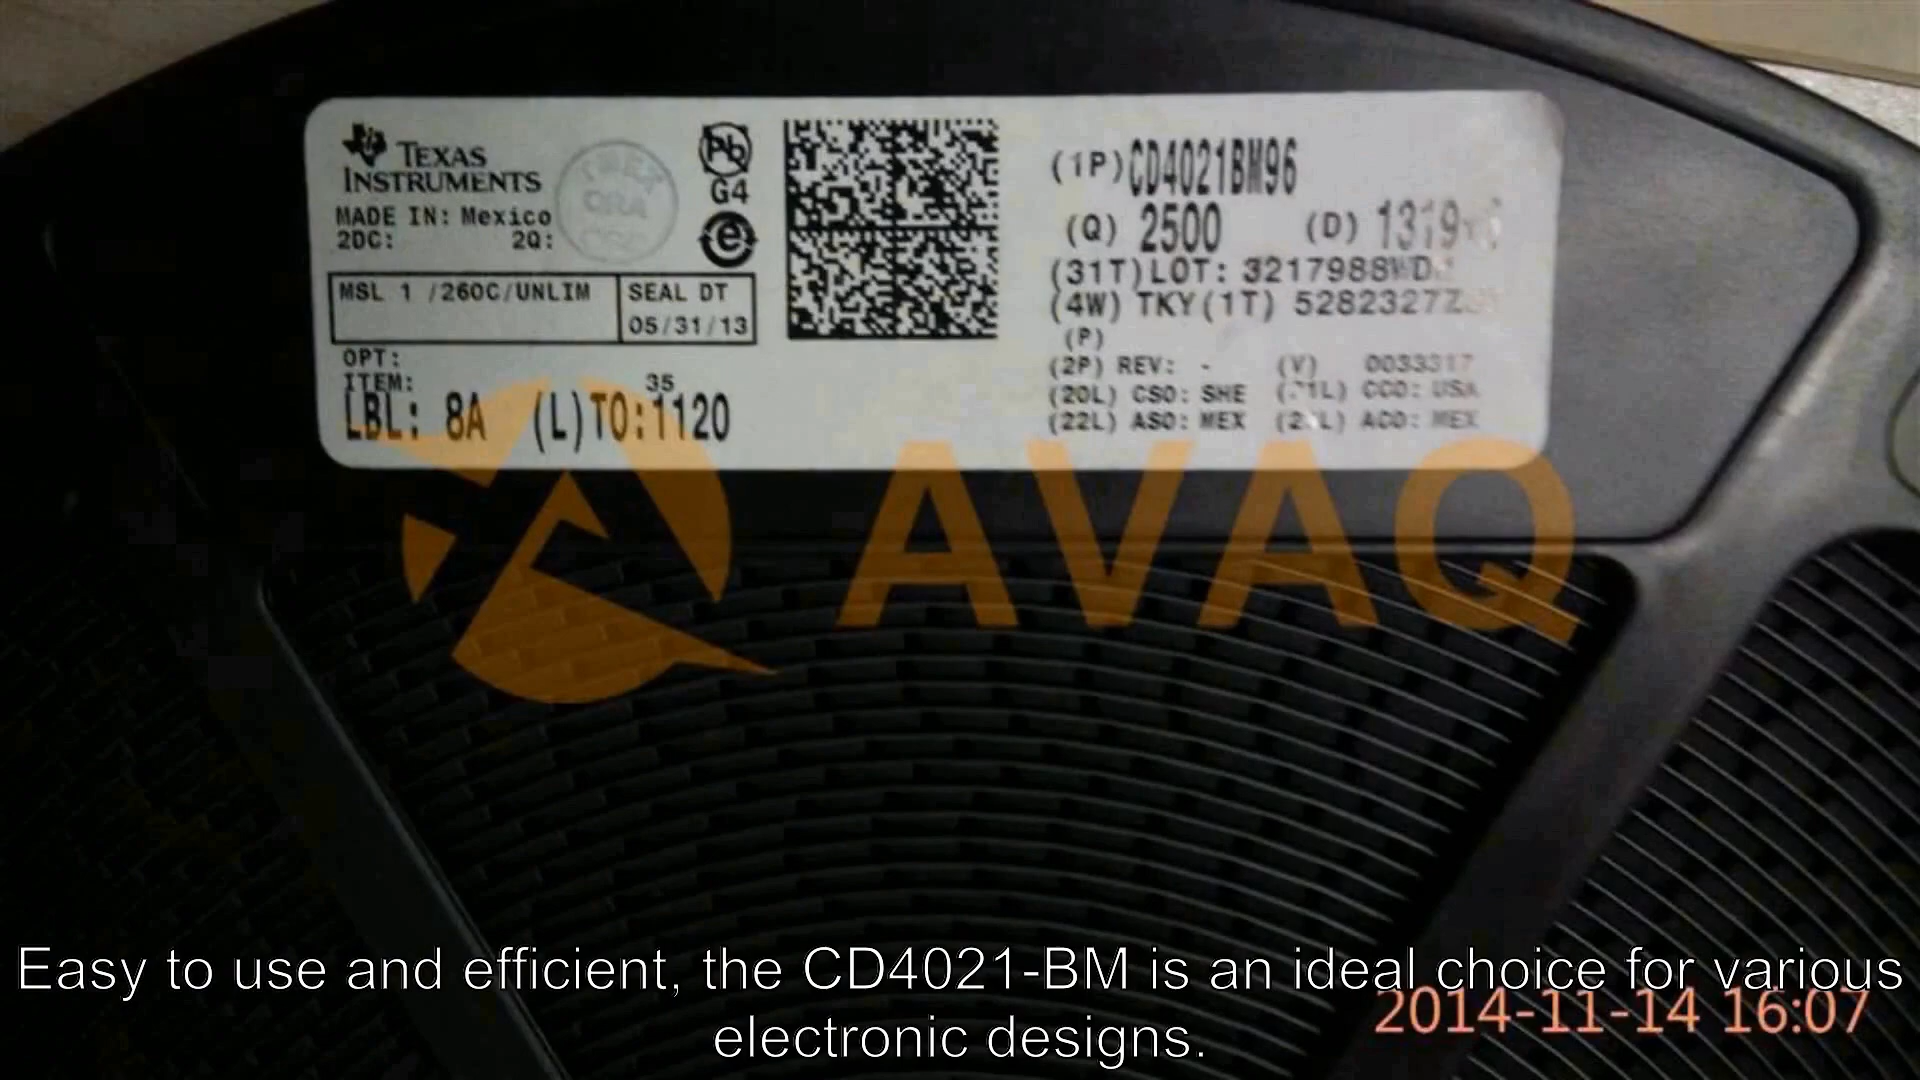 TEXAS
INSTRUMENTS
MADE IN: Mexico
2DC: 2Q:
Pb
G4
e
MSL 1 /260C/UNLIM
SEAL DT
05/31/13
OPT:
ITEM: 35
LBL: 8A (L)TO:1120
(1P)CD4021BM96
(Q) 2500 (D)
(31T)LOT:
(4W) TKY(1T)
(P)
(2P) REV: - (V) 0033317
(20L) CSO: SHE CCO: USA
(22L) ASO: MEX ACO: MEX
AVAQ
Easy to use and efficient, the CD4021-BM is an ideal choice for various
electronic designs.
2014-11-14 16:07